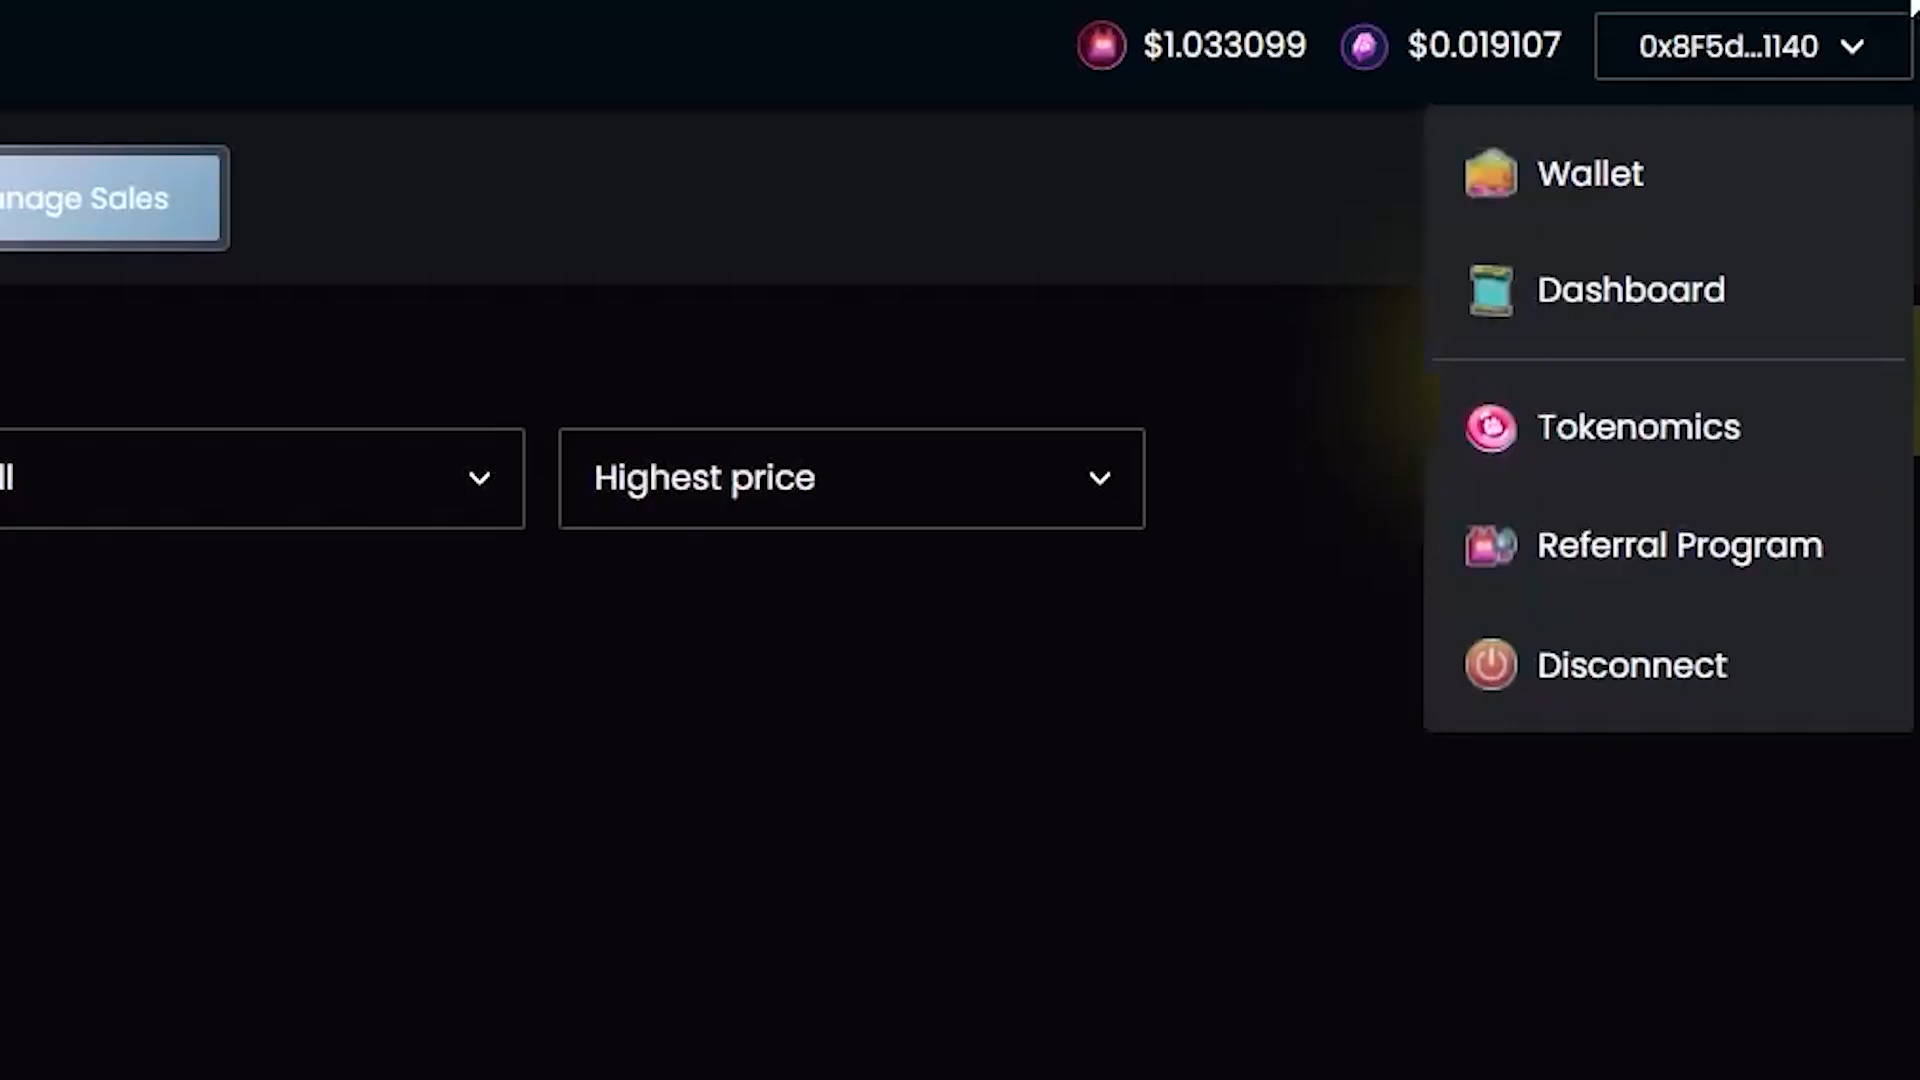 $1.033099 $0.019107 0x8F5d...1140
Wallet
nage Sales
Dashboard
Tokenomics
Highest price
Referral Program
Disconnect